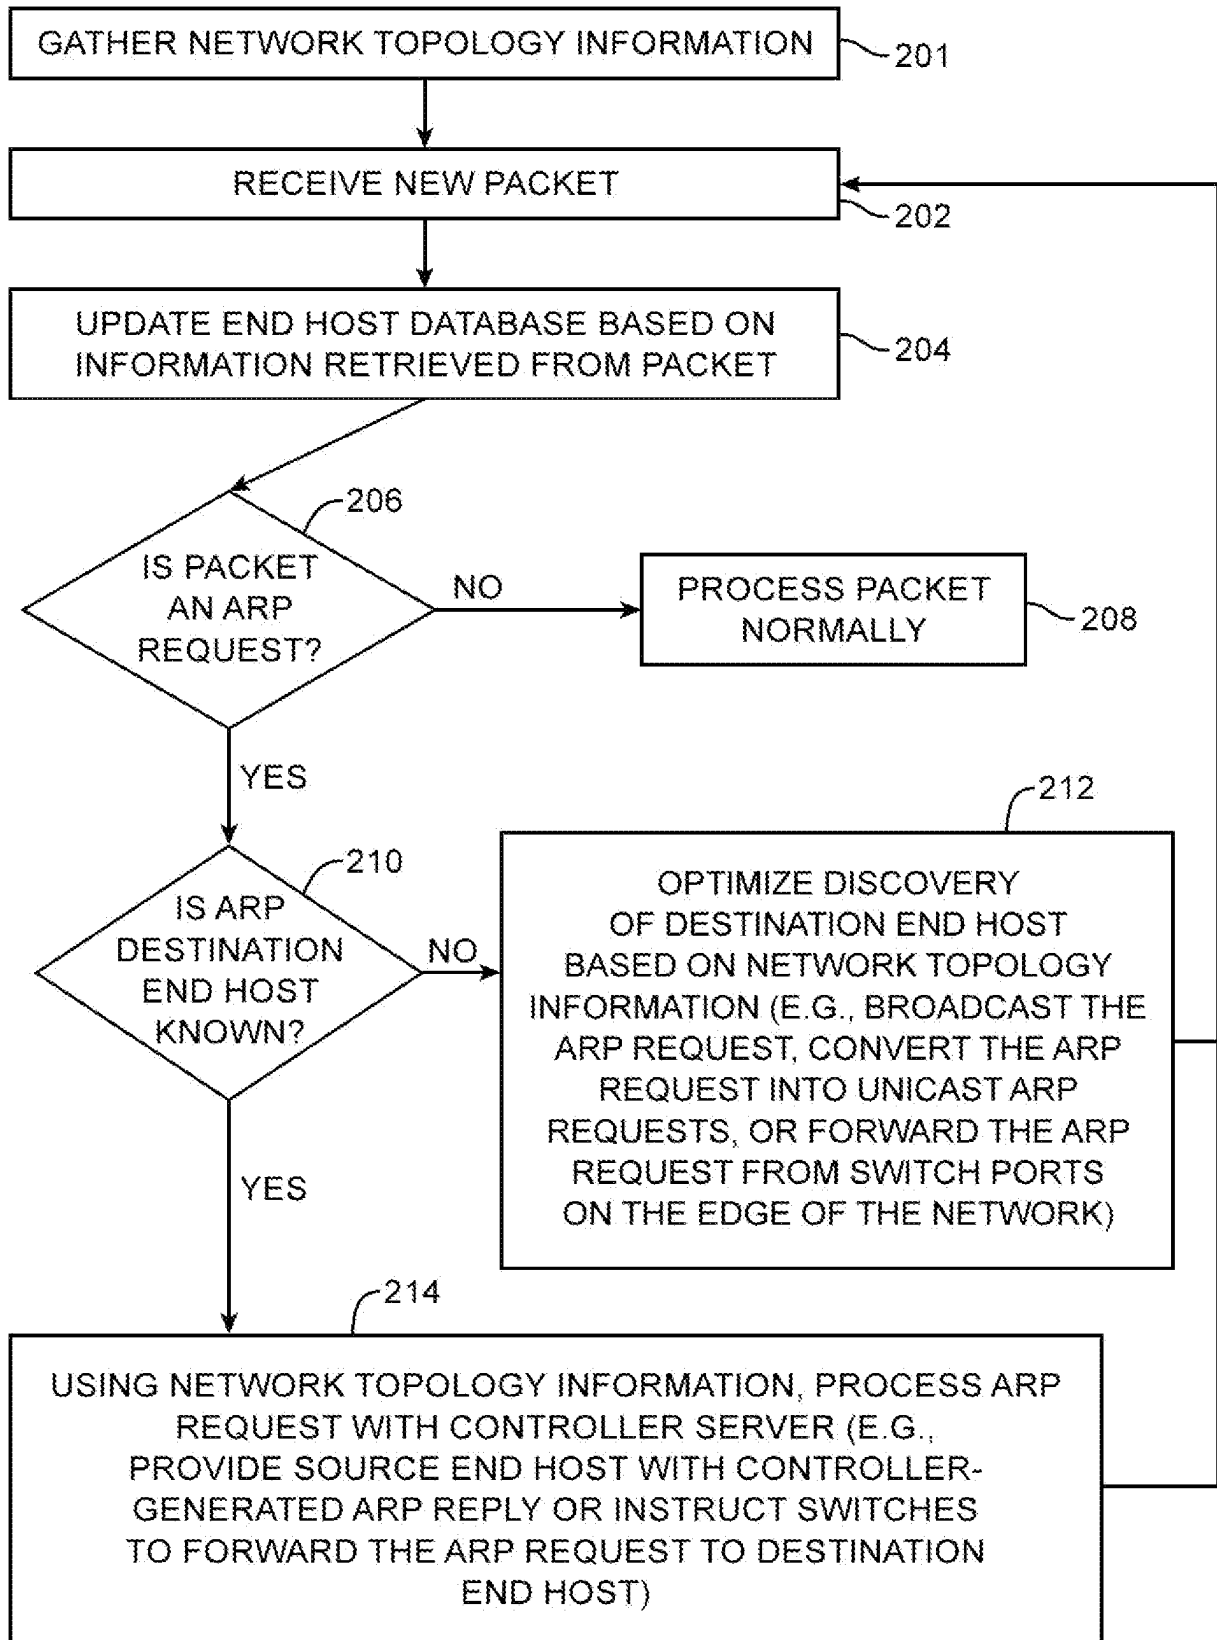 GATHER NETWORK TOPOLOGY INFORMATION
201
RECEIVE NEW PACKET
202
UPDATE END HOST DATABASE BASED ON
INFORMATION RETRIEVED FROM PACKET
204
206
IS PACKET
AN ARP
REQUEST?
NO
PROCESS PACKET
NORMALLY
208
YES
210
IS ARP
DESTINATION
END HOST
KNOWN?
NO
212
OPTIMIZE DISCOVERY
OF DESTINATION END HOST
BASED ON NETWORK TOPOLOGY
INFORMATION (E.G., BROADCAST THE
ARP REQUEST, CONVERT THE ARP
REQUEST INTO UNICAST ARP
REQUESTS, OR FORWARD THE ARP
REQUEST FROM SWITCH PORTS
ON THE EDGE OF THE NETWORK)
YES
214
USING NETWORK TOPOLOGY INFORMATION, PROCESS ARP
REQUEST WITH CONTROLLER SERVER (E.G.,
PROVIDE SOURCE END HOST WITH CONTROLLER-
GENERATED ARP REPLY OR INSTRUCT SWITCHES
TO FORWARD THE ARP REQUEST TO DESTINATION
END HOST)